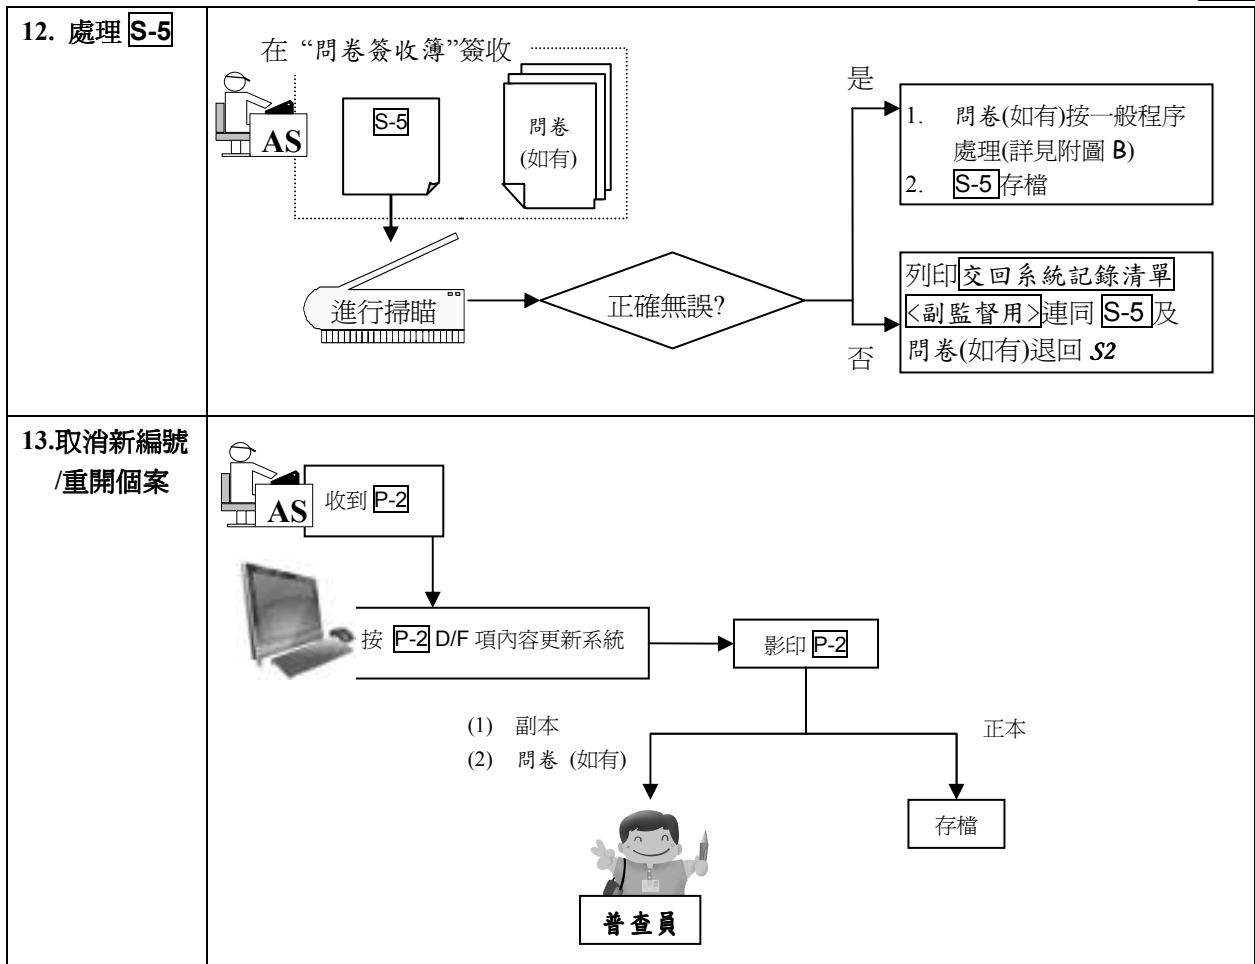 12. 處理 S-5
在 “問卷簽收簿”簽收
AS
S-5
問卷
(如有)
進行掃瞄
正確無誤?
是
1. 問卷(如有)按一般程序
處理(詳見附圖 B)
2. S-5 存檔
否
列印交回系統記錄清單
<副監督用>連同 S-5 及
問卷(如有)退回 S2
13.取消新編號
/重開個案
AS
收到 P-2
按 P-2 D/F 項內容更新系統
影印 P-2
(1) 副本
(2) 問卷 (如有)
正本
存檔
普查員